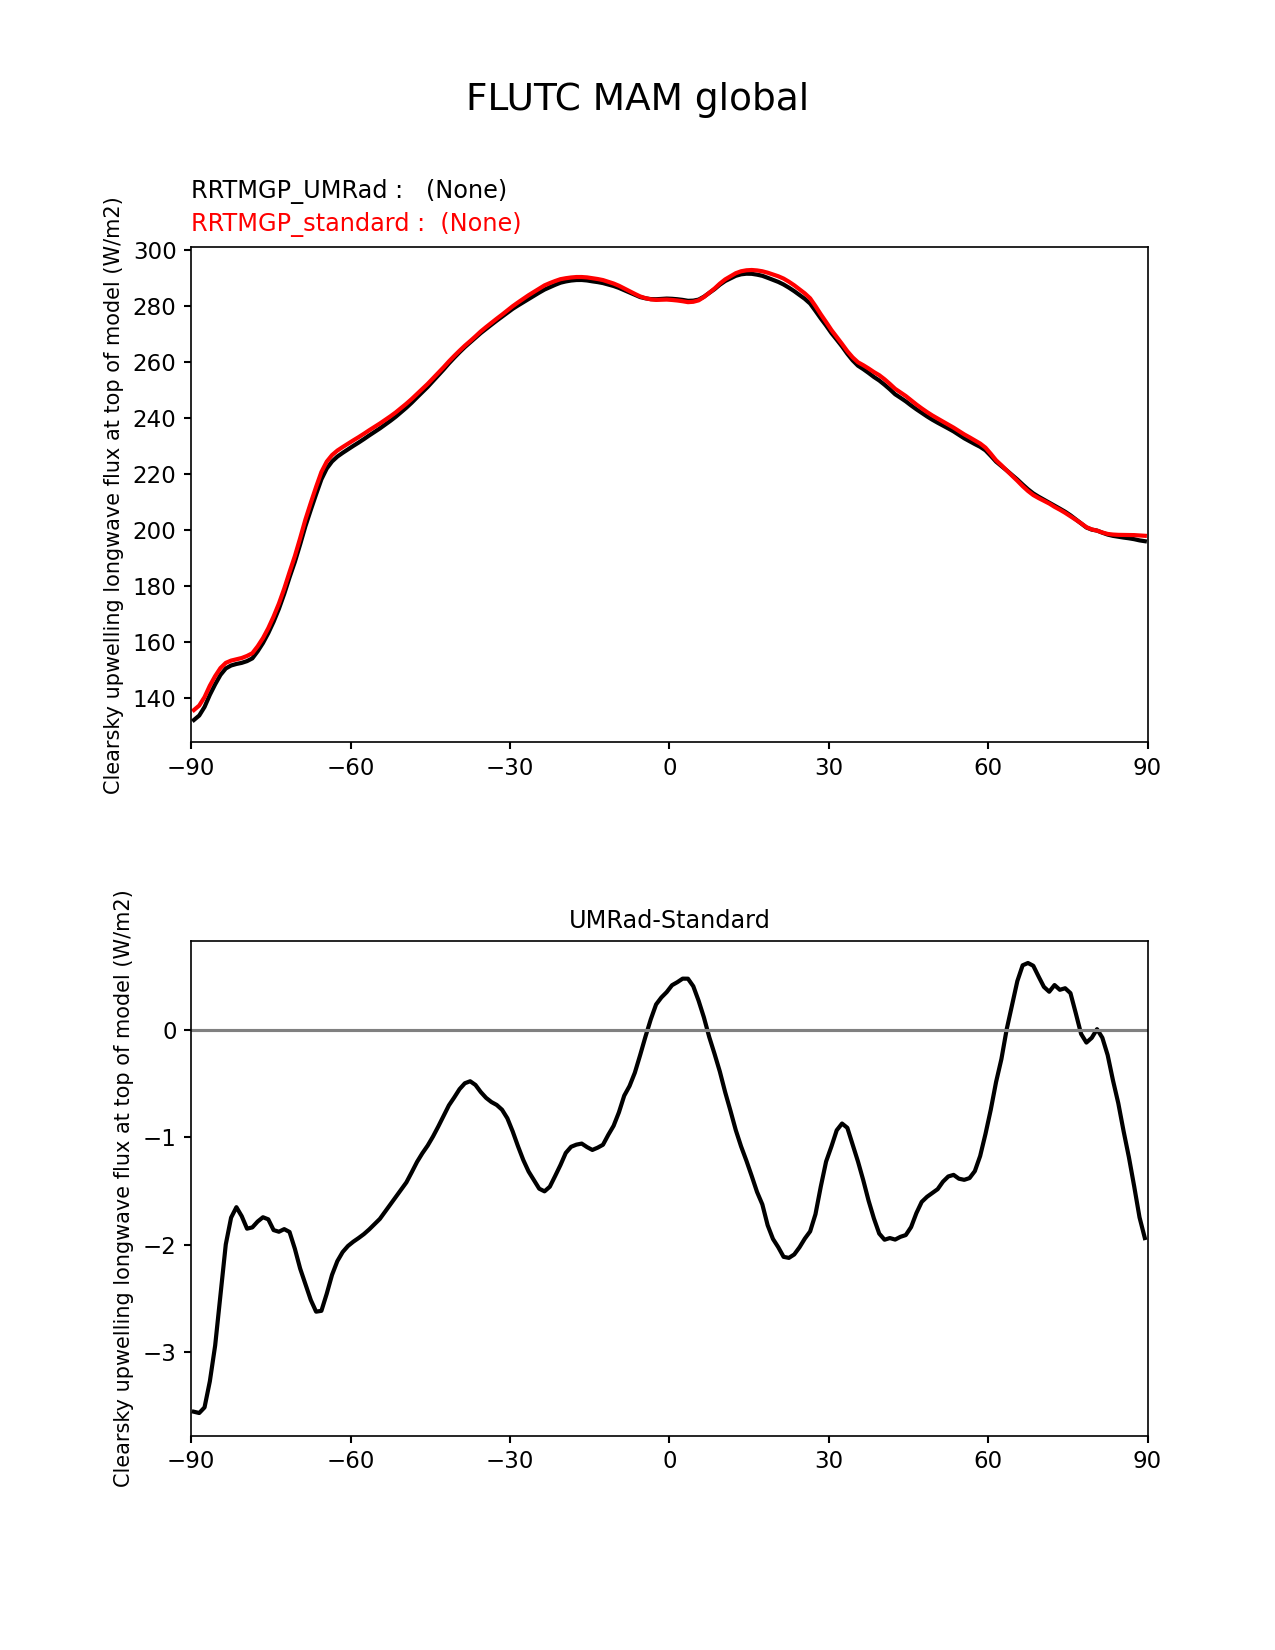 FLUTC MAM global
RRTMGP_UMRad :   (None)
RRTMGP_standard :  (None)
Clearsky upwelling longwave flux at top of model (W/m2)
300
280
260
240
220
200
180
160
140
−90 −60 −30 0 30 60 90
UMRad-Standard
Clearsky upwelling longwave flux at top of model (W/m2)
0
−1
−2
−3
−90 −60 −30 0 30 60 90